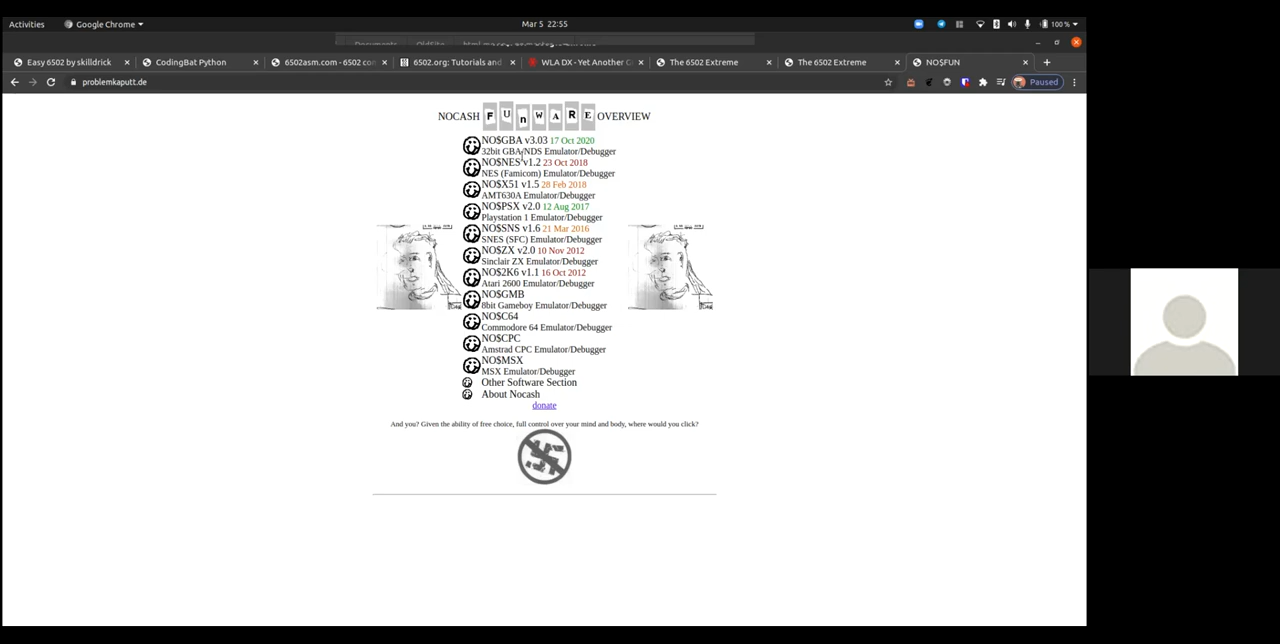 Activities
Google Chrome
Mar 5 22:55
100 %
Easy 6502 by skilldrick
CodingBat Python
6502asm.com - 6502 co
6502.org: Tutorials and
WLA DX - Yet Another G
The 6502 Extreme
The 6502 Extreme
NO$FUN
problemkaputt.de
Paused
NOCASH FUnWARE OVERVIEW
NO$GBA v3.03 17 Oct 2020
32bit GBA/NDS Emulator/Debugger
NO$NES v1.2 23 Oct 2018
NES (Famicom) Emulator/Debugger
NO$X51 v1.5 28 Feb 2018
AMT630A Emulator/Debugger
NO$PSX v2.0 12 Aug 2017
Playstation 1 Emulator/Debugger
NO$SNS v1.6 21 Mar 2016
SNES (SFC) Emulator/Debugger
NO$ZX v2.0 10 Nov 2012
Sinclair ZX Emulator/Debugger
NO$2K6 v1.1 16 Oct 2012
Atari 2600 Emulator/Debugger
NO$GMB
8bit Gameboy Emulator/Debugger
NO$C64
Commodore 64 Emulator/Debugger
NO$CPC
Amstrad CPC Emulator/Debugger
NO$MSX
MSX Emulator/Debugger
Other Software Section
About Nocash
donate
And you? Given the ability of free choice, full control over your mind and body, where would you click?